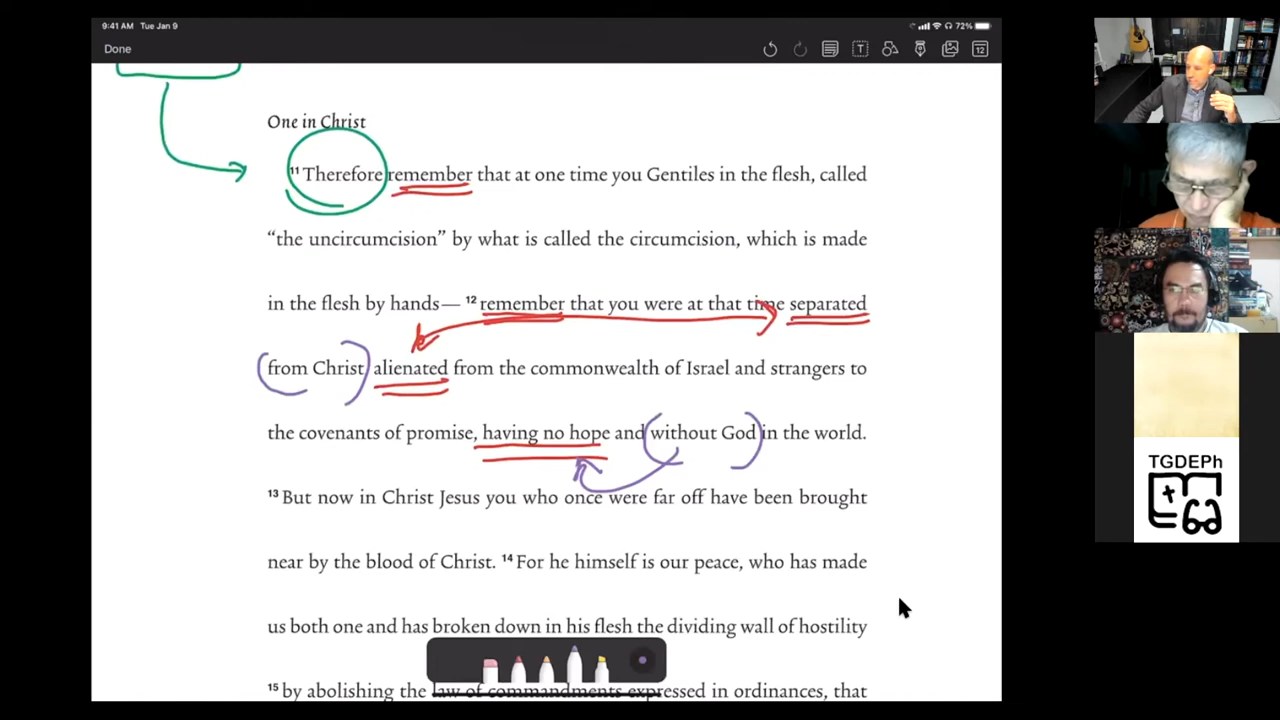 9:41 AM Tue Jan 9
72%
Done
T
12
One in Christ
11 Therefore remember that at one time you Gentiles in the flesh, called
“the uncircumcision” by what is called the circumcision, which is made
in the flesh by hands— 12 remember that you were at that time separated
from Christ, alienated from the commonwealth of Israel and strangers to
the covenants of promise, having no hope and without God in the world.
13 But now in Christ Jesus you who once were far off have been brought
near by the blood of Christ. 14 For he himself is our peace, who has made
us both one and has broken down in his flesh the dividing wall of hostility
15 by abolishing the law of commandments expressed in ordinances, that
TGDEPh